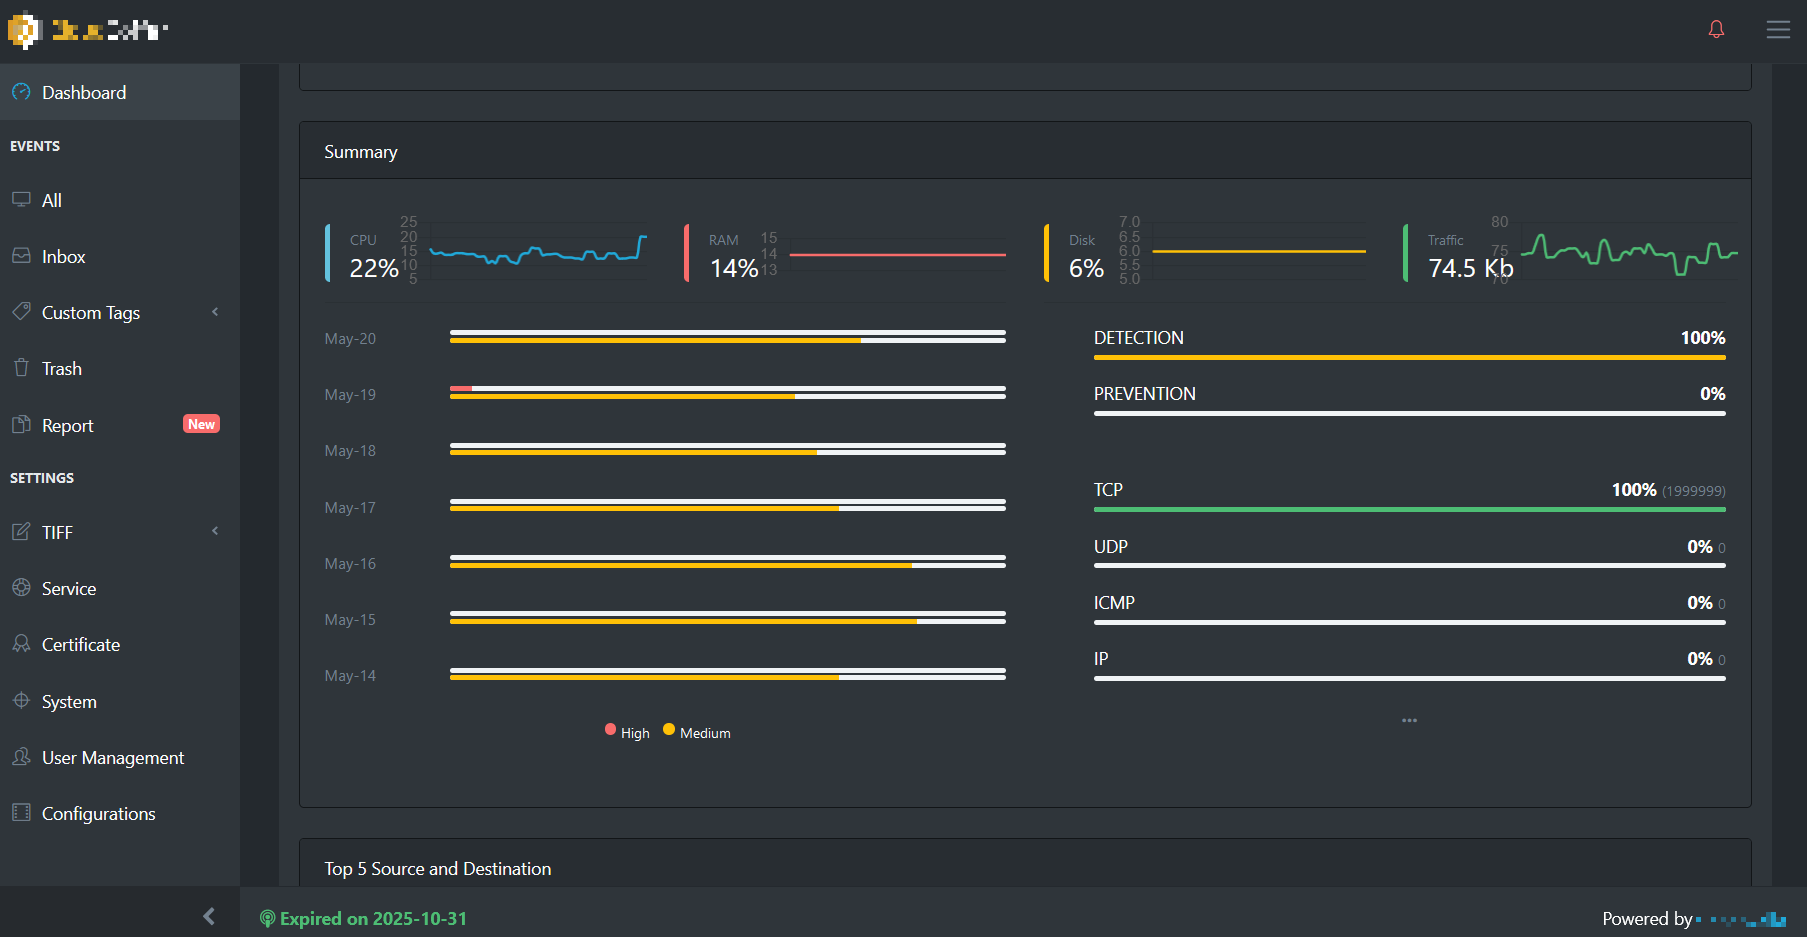 Dashboard
EVENTS
All
Inbox
Custom Tags
Trash
Report New
SETTINGS
TIFF
Service
Certificate
System
User Management
Configurations
Summary
CPU
22%
25
20
15
10
5
RAM
14%
15
14
13
Disk
6%
7.0
6.5
6.0
5.5
5.0
Traffic
74.5 Kb
80
75
70
May-20
May-19
May-18
May-17
May-16
May-15
May-14
High Medium
DETECTION 100%
PREVENTION 0%
TCP 100% (1999999)
UDP 0% 0
ICMP 0% 0
IP 0% 0
Top 5 Source and Destination
Expired on 2025-10-31
Powered by